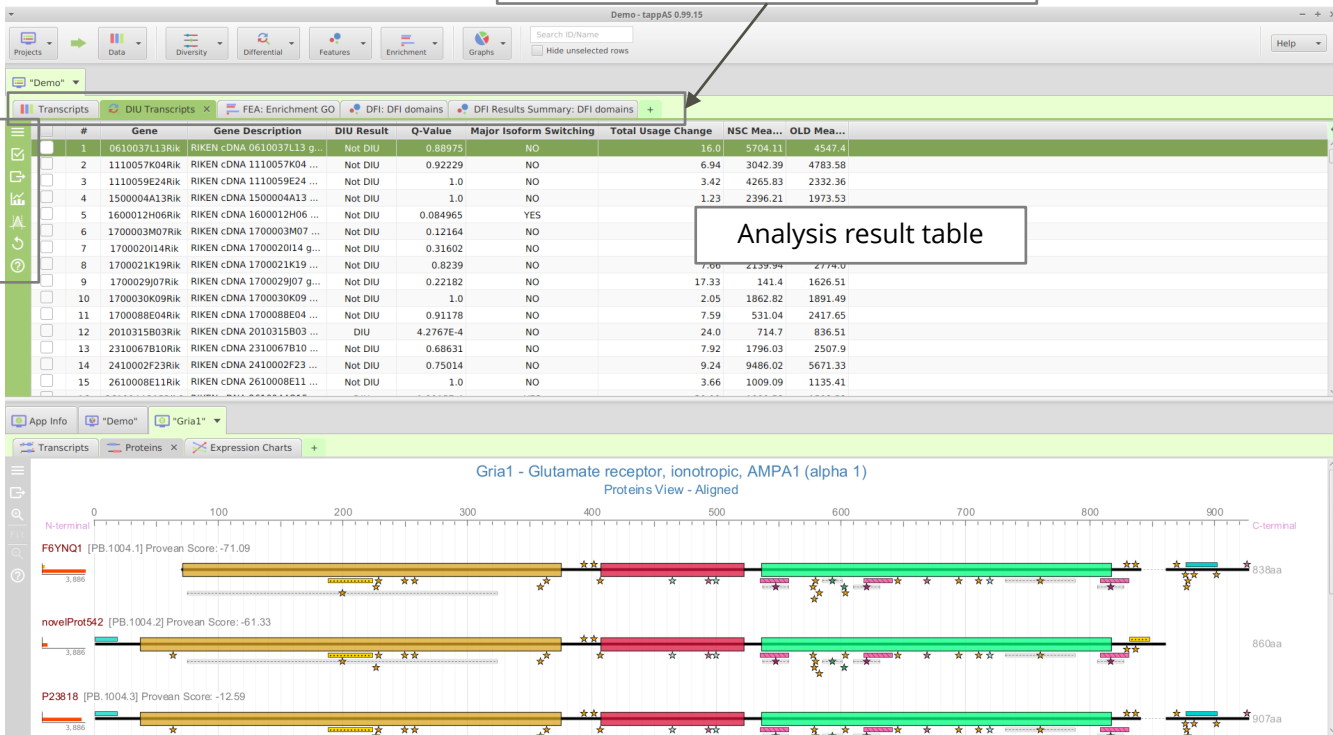 Demo - tappAS 0.99.15
Projects Data Diversity Differential Features Enrichment Graphs Search ID/Name Hide unselected rows Help
"Demo"
Transcripts DIU Transcripts × FEA: Enrichment GO DFI: DFI domains DFI Results Summary: DFI domains +
# Gene Gene Description DIU Result Q-Value Major Isoform Switching Total Usage Change NSC Mea... OLD Mea...
1 0610037L13Rik RIKEN cDNA 0610037L13 g... Not DIU 0.88975 NO 16.0 5704.11 4547.4
2 1110057K04Rik RIKEN cDNA 1110057K04 ... Not DIU 0.92229 NO 6.94 3042.39 4783.58
3 1110059E24Rik RIKEN cDNA 1110059E24 ... Not DIU 1.0 NO 3.42 4265.83 2332.36
4 1500004A13Rik RIKEN cDNA 1500004A13 ... Not DIU 1.0 NO 1.23 2396.21 1973.53
5 1600012H06Rik RIKEN cDNA 1600012H06 ... Not DIU 0.084965 YES
6 1700003M07Rik RIKEN cDNA 1700003M07 ... Not DIU 0.12164 NO
Analysis result table
7 1700020I14Rik RIKEN cDNA 1700020I14 g... Not DIU 0.31602 NO
8 1700021K19Rik RIKEN cDNA 1700021K19 ... Not DIU 0.8239 NO 7.66 2139.94 2774.0
9 1700029J07Rik RIKEN cDNA 1700029J07 g... Not DIU 0.22182 NO 17.33 141.4 1626.51
10 1700030K09Rik RIKEN cDNA 1700030K09 ... Not DIU 1.0 NO 2.05 1862.82 1891.49
11 1700088E04Rik RIKEN cDNA 1700088E04 ... Not DIU 0.91178 NO 7.59 531.04 2417.65
12 2010315B03Rik RIKEN cDNA 2010315B03 ... DIU 4.2767E-4 NO 24.0 714.7 836.51
13 2310067B10Rik RIKEN cDNA 2310067B10 ... Not DIU 0.68631 NO 7.92 1796.03 2507.9
14 2410002F23Rik RIKEN cDNA 2410002F23 ... Not DIU 0.75014 NO 9.24 9486.02 5671.33
15 2610008E11Rik RIKEN cDNA 2610008E11 ... Not DIU 1.0 NO 3.66 1009.09 1135.41
App Info "Demo" "Gria1"
Transcripts Proteins × Expression Charts +
Gria1 - Glutamate receptor, ionotropic, AMPA1 (alpha 1)
Proteins View - Aligned
0 100 200 300 400 500 600 700 800 900
N-terminal C-terminal
F6YNQ1 [PB.1004.1] Provean Score: -71.09
3,886 838aa
novelProt542 [PB.1004.2] Provean Score: -61.33
3,886 860aa
P23818 [PB.1004.3] Provean Score: -12.59
3,886 907aa